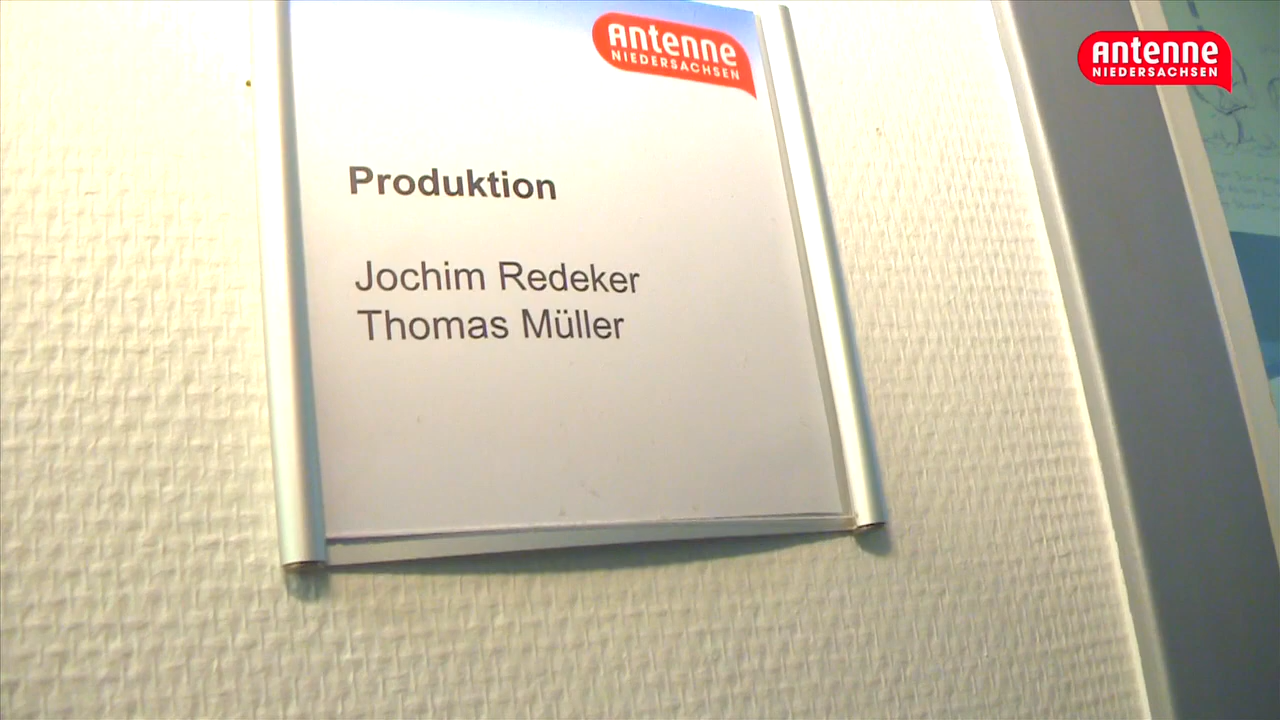 Antenne
NIEDERSACHSEN
Antenne
NIEDERSACHSEN
Produktion
Jochim Redeker
Thomas Müller